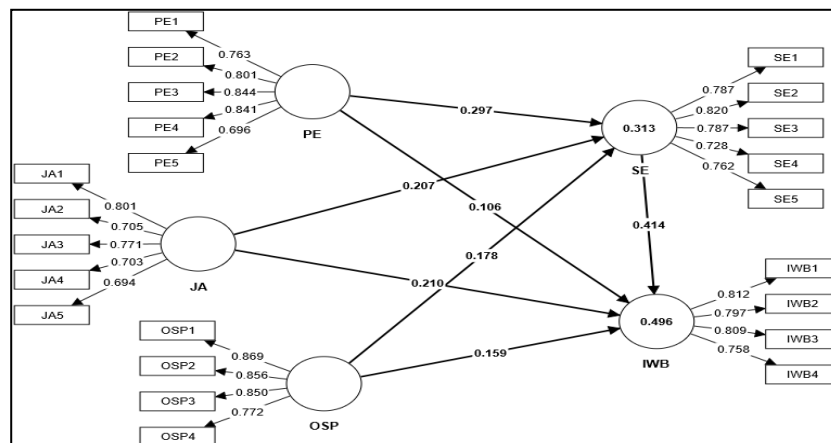 PE1
PE2
PE3
PE4
PE5
0.763
0.801
0.844
0.841
0.696
PE
JA1
JA2
JA3
JA4
JA5
0.801
0.705
0.771
0.703
0.694
JA
OSP1
OSP2
OSP3
OSP4
0.869
0.856
0.850
0.772
OSP
0.297
0.207
0.106
0.178
0.210
0.159
0.414
0.313
SE
0.787
0.820
0.787
0.728
0.762
SE1
SE2
SE3
SE4
SE5
0.496
IWB
0.812
0.797
0.809
0.758
IWB1
IWB2
IWB3
IWB4